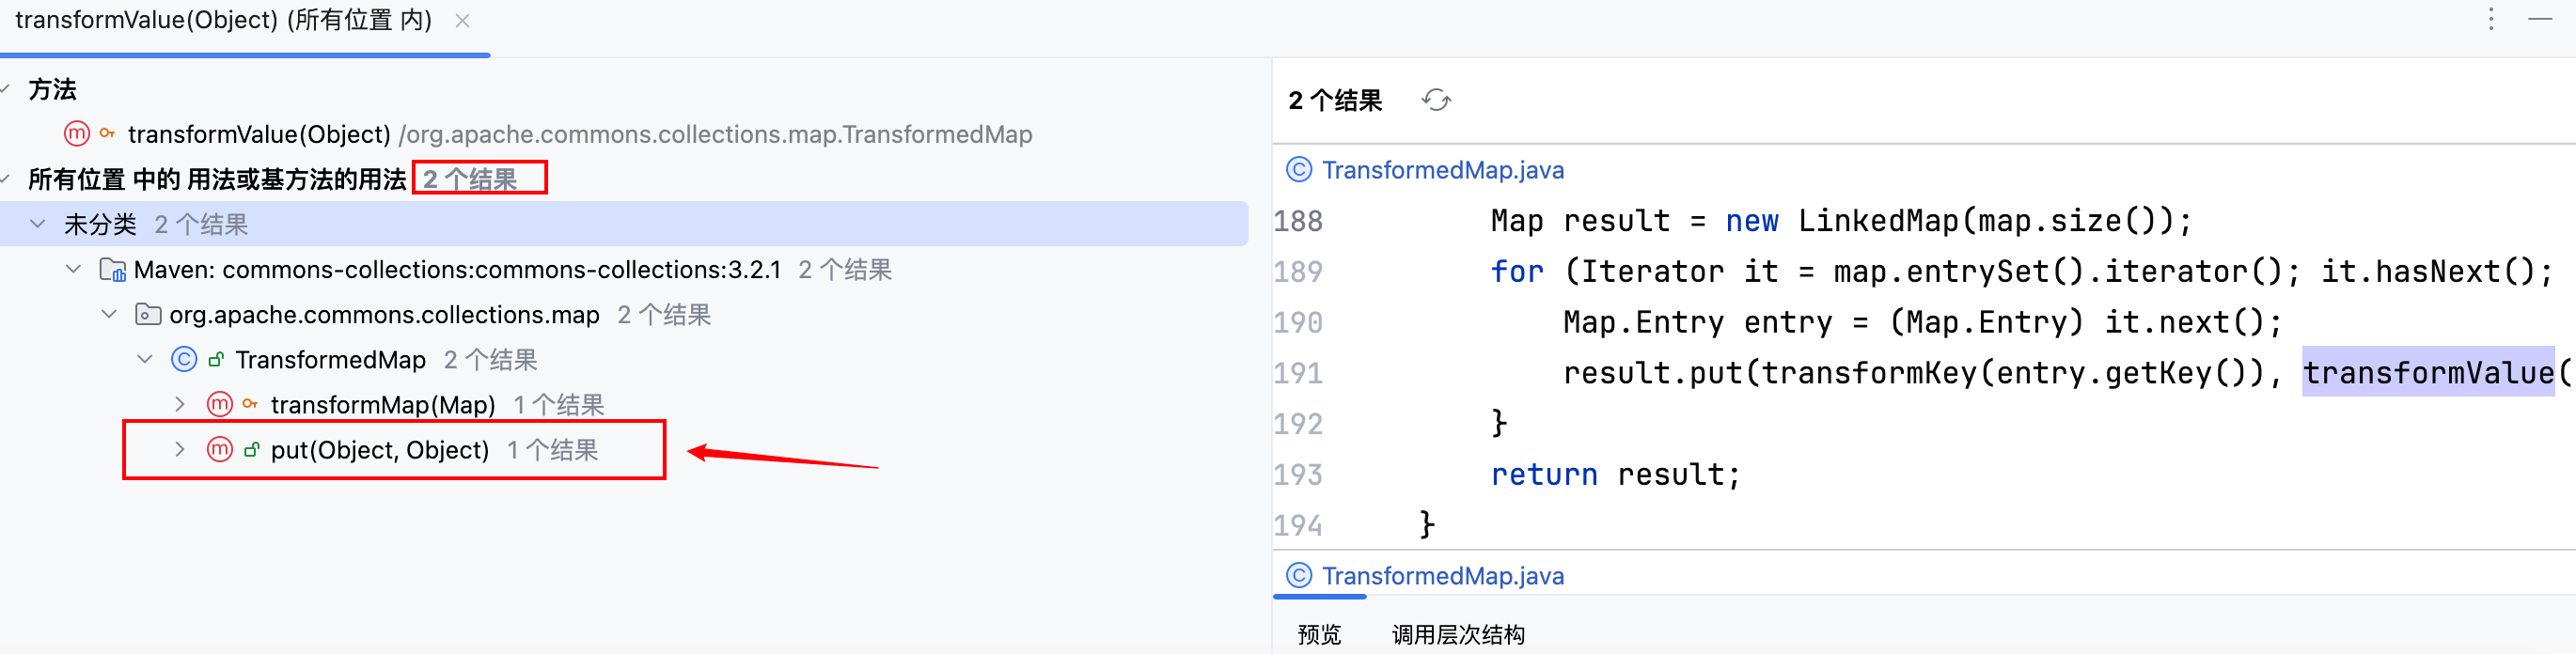 transformValue(Object) (所有位置 内)
方法
transformValue(Object) /org.apache.commons.collections.map.TransformedMap
所有位置 中的 用法或基方法的用法 2 个结果
未分类 2 个结果
Maven: commons-collections:commons-collections:3.2.1 2 个结果
org.apache.commons.collections.map 2 个结果
TransformedMap 2 个结果
transformMap(Map) 1 个结果
put(Object, Object) 1 个结果
2 个结果
TransformedMap.java
188 Map result = new LinkedMap(map.size());
189 for (Iterator it = map.entrySet().iterator(); it.hasNext();
190 Map.Entry entry = (Map.Entry) it.next();
191 result.put(transformKey(entry.getKey()), transformValue(
192 }
193 return result;
194 }
TransformedMap.java
预览 调用层次结构